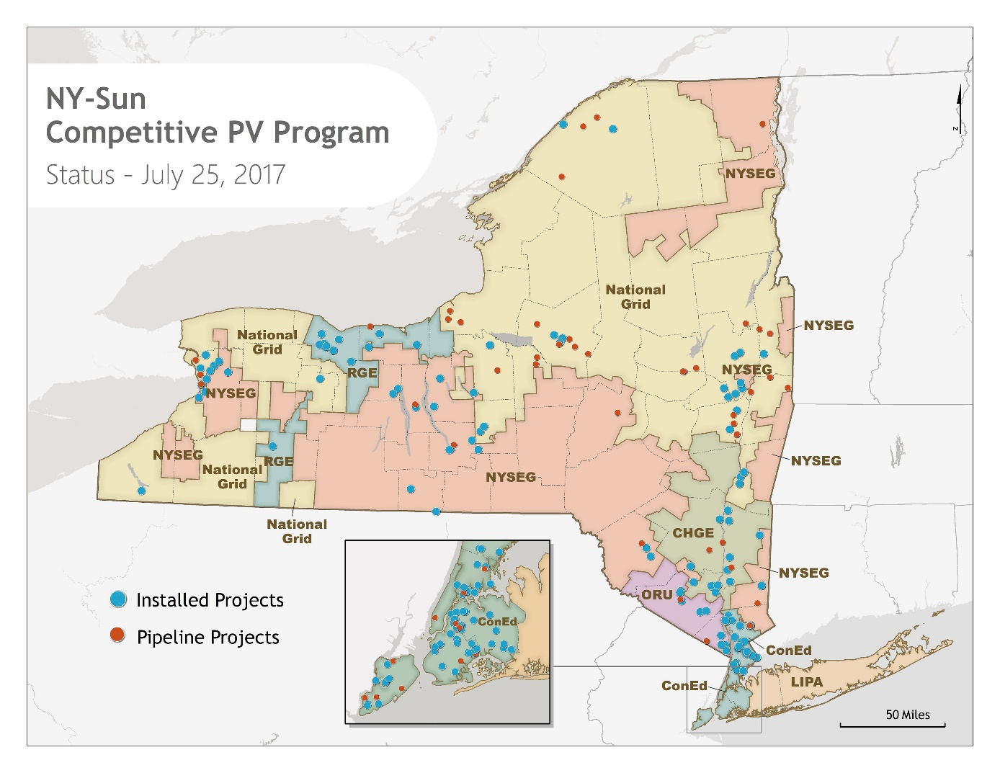 NY-Sun
Competitive PV Program
Status - July 25, 2017
N
NYSEG
National
Grid
NYSEG
National
Grid
RGE
NYSEG
NYSEG
NYSEG
NYSEG
RGE
National
Grid
NYSEG
NYSEG
National
Grid
CHGE
NYSEG
ORU
Installed Projects
Pipeline Projects
ConEd
ConEd
ConEd
LIPA
50 Miles